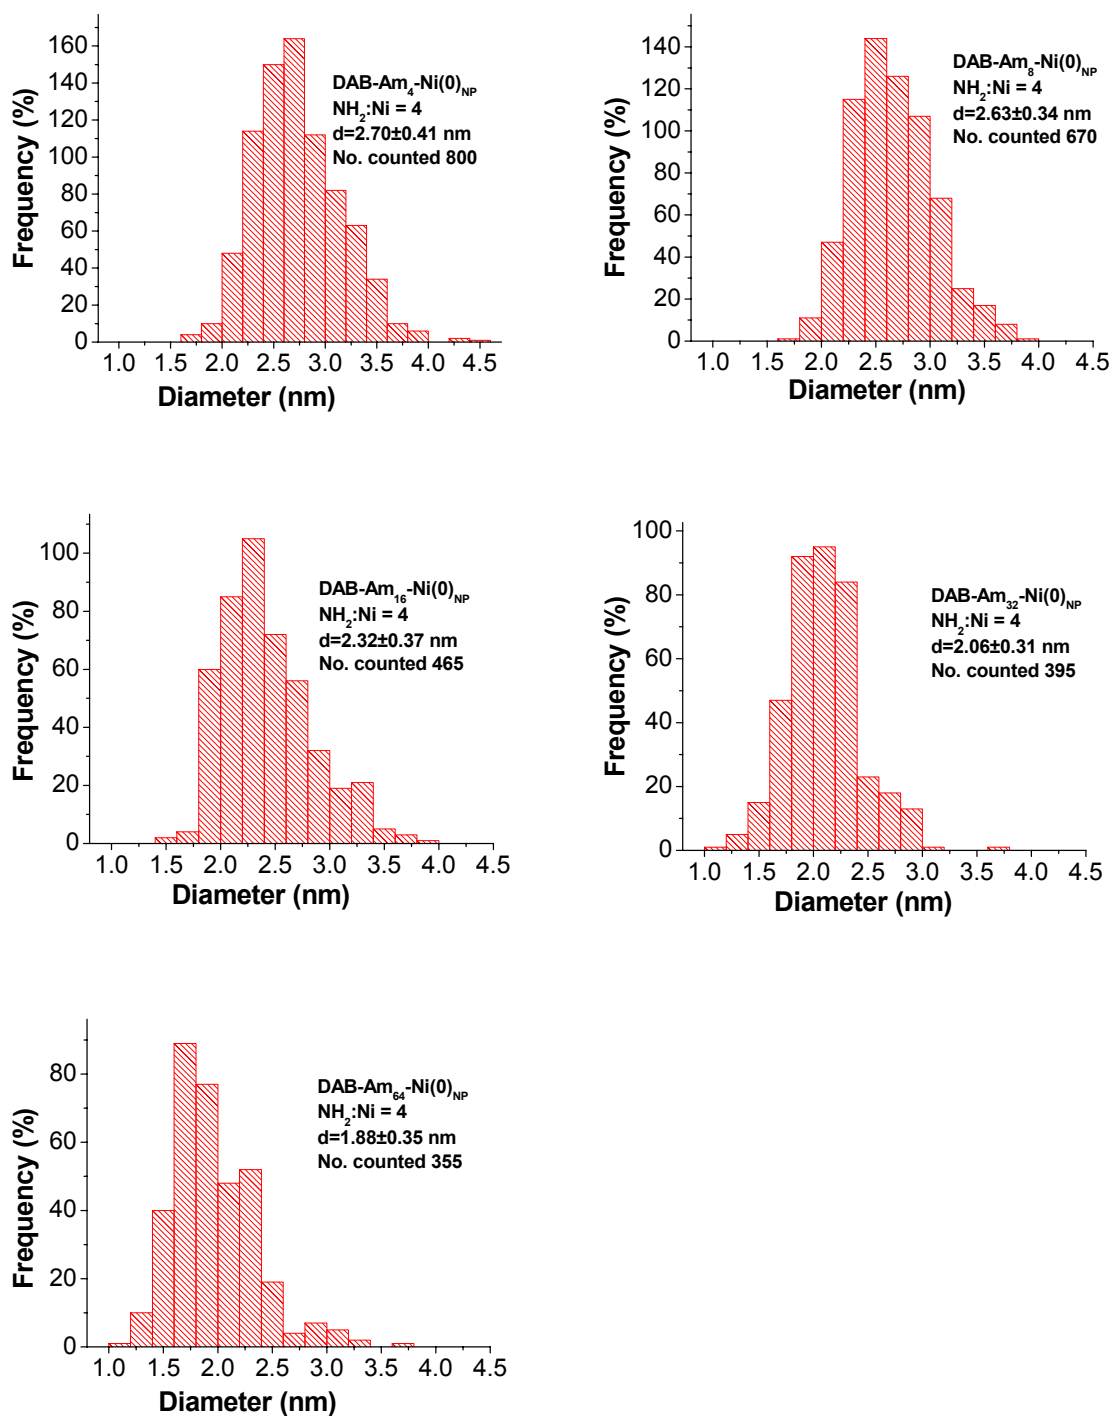 160
140
120
100
80
60
40
20
0
Frequency (%)
DAB-Am4-Ni(0)NP
NH2:Ni = 4
d=2.70±0.41 nm
No. counted 800
1.0 1.5 2.0 2.5 3.0 3.5 4.0 4.5
Diameter (nm)
140
120
100
80
60
40
20
0
Frequency (%)
DAB-Am8-Ni(0)NP
NH2:Ni = 4
d=2.63±0.34 nm
No. counted 670
1.0 1.5 2.0 2.5 3.0 3.5 4.0 4.5
Diameter (nm)
100
80
60
40
20
0
Frequency (%)
DAB-Am16-Ni(0)NP
NH2:Ni = 4
d=2.32±0.37 nm
No. counted 465
1.0 1.5 2.0 2.5 3.0 3.5 4.0 4.5
Diameter (nm)
100
80
60
40
20
0
Frequency (%)
DAB-Am32-Ni(0)NP
NH2:Ni = 4
d=2.06±0.31 nm
No. counted 395
1.0 1.5 2.0 2.5 3.0 3.5 4.0 4.5
Diameter (nm)
80
60
40
20
0
Frequency (%)
DAB-Am64-Ni(0)NP
NH2:Ni = 4
d=1.88±0.35 nm
No. counted 355
1.0 1.5 2.0 2.5 3.0 3.5 4.0 4.5
Diameter (nm)